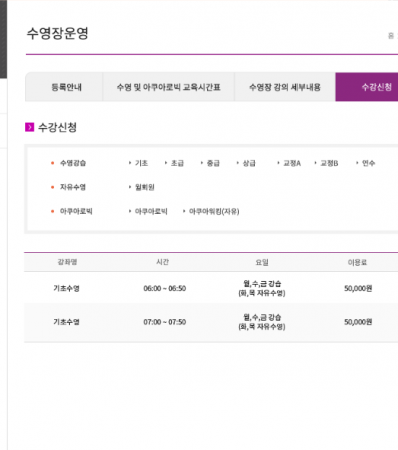 수영장운영
홈
등록안내 수영 및 아쿠아로빅 교육시간표 수영장 강의 세부내용 수강신청
수강신청
수영강습 기초 초급 중급 상급 교정A 교정B 연수
자유수영 월회원
아쿠아로빅 아쿠아로빅 아쿠아워킹(자유)
강좌명 시간 요일 이용료
기초수영 06:00 ~ 06:50 월,수,금 강습 50,000원
(화,목 자유수영)
기초수영 07:00 ~ 07:50 월,수,금 강습 50,000원
(화,목 자유수영)